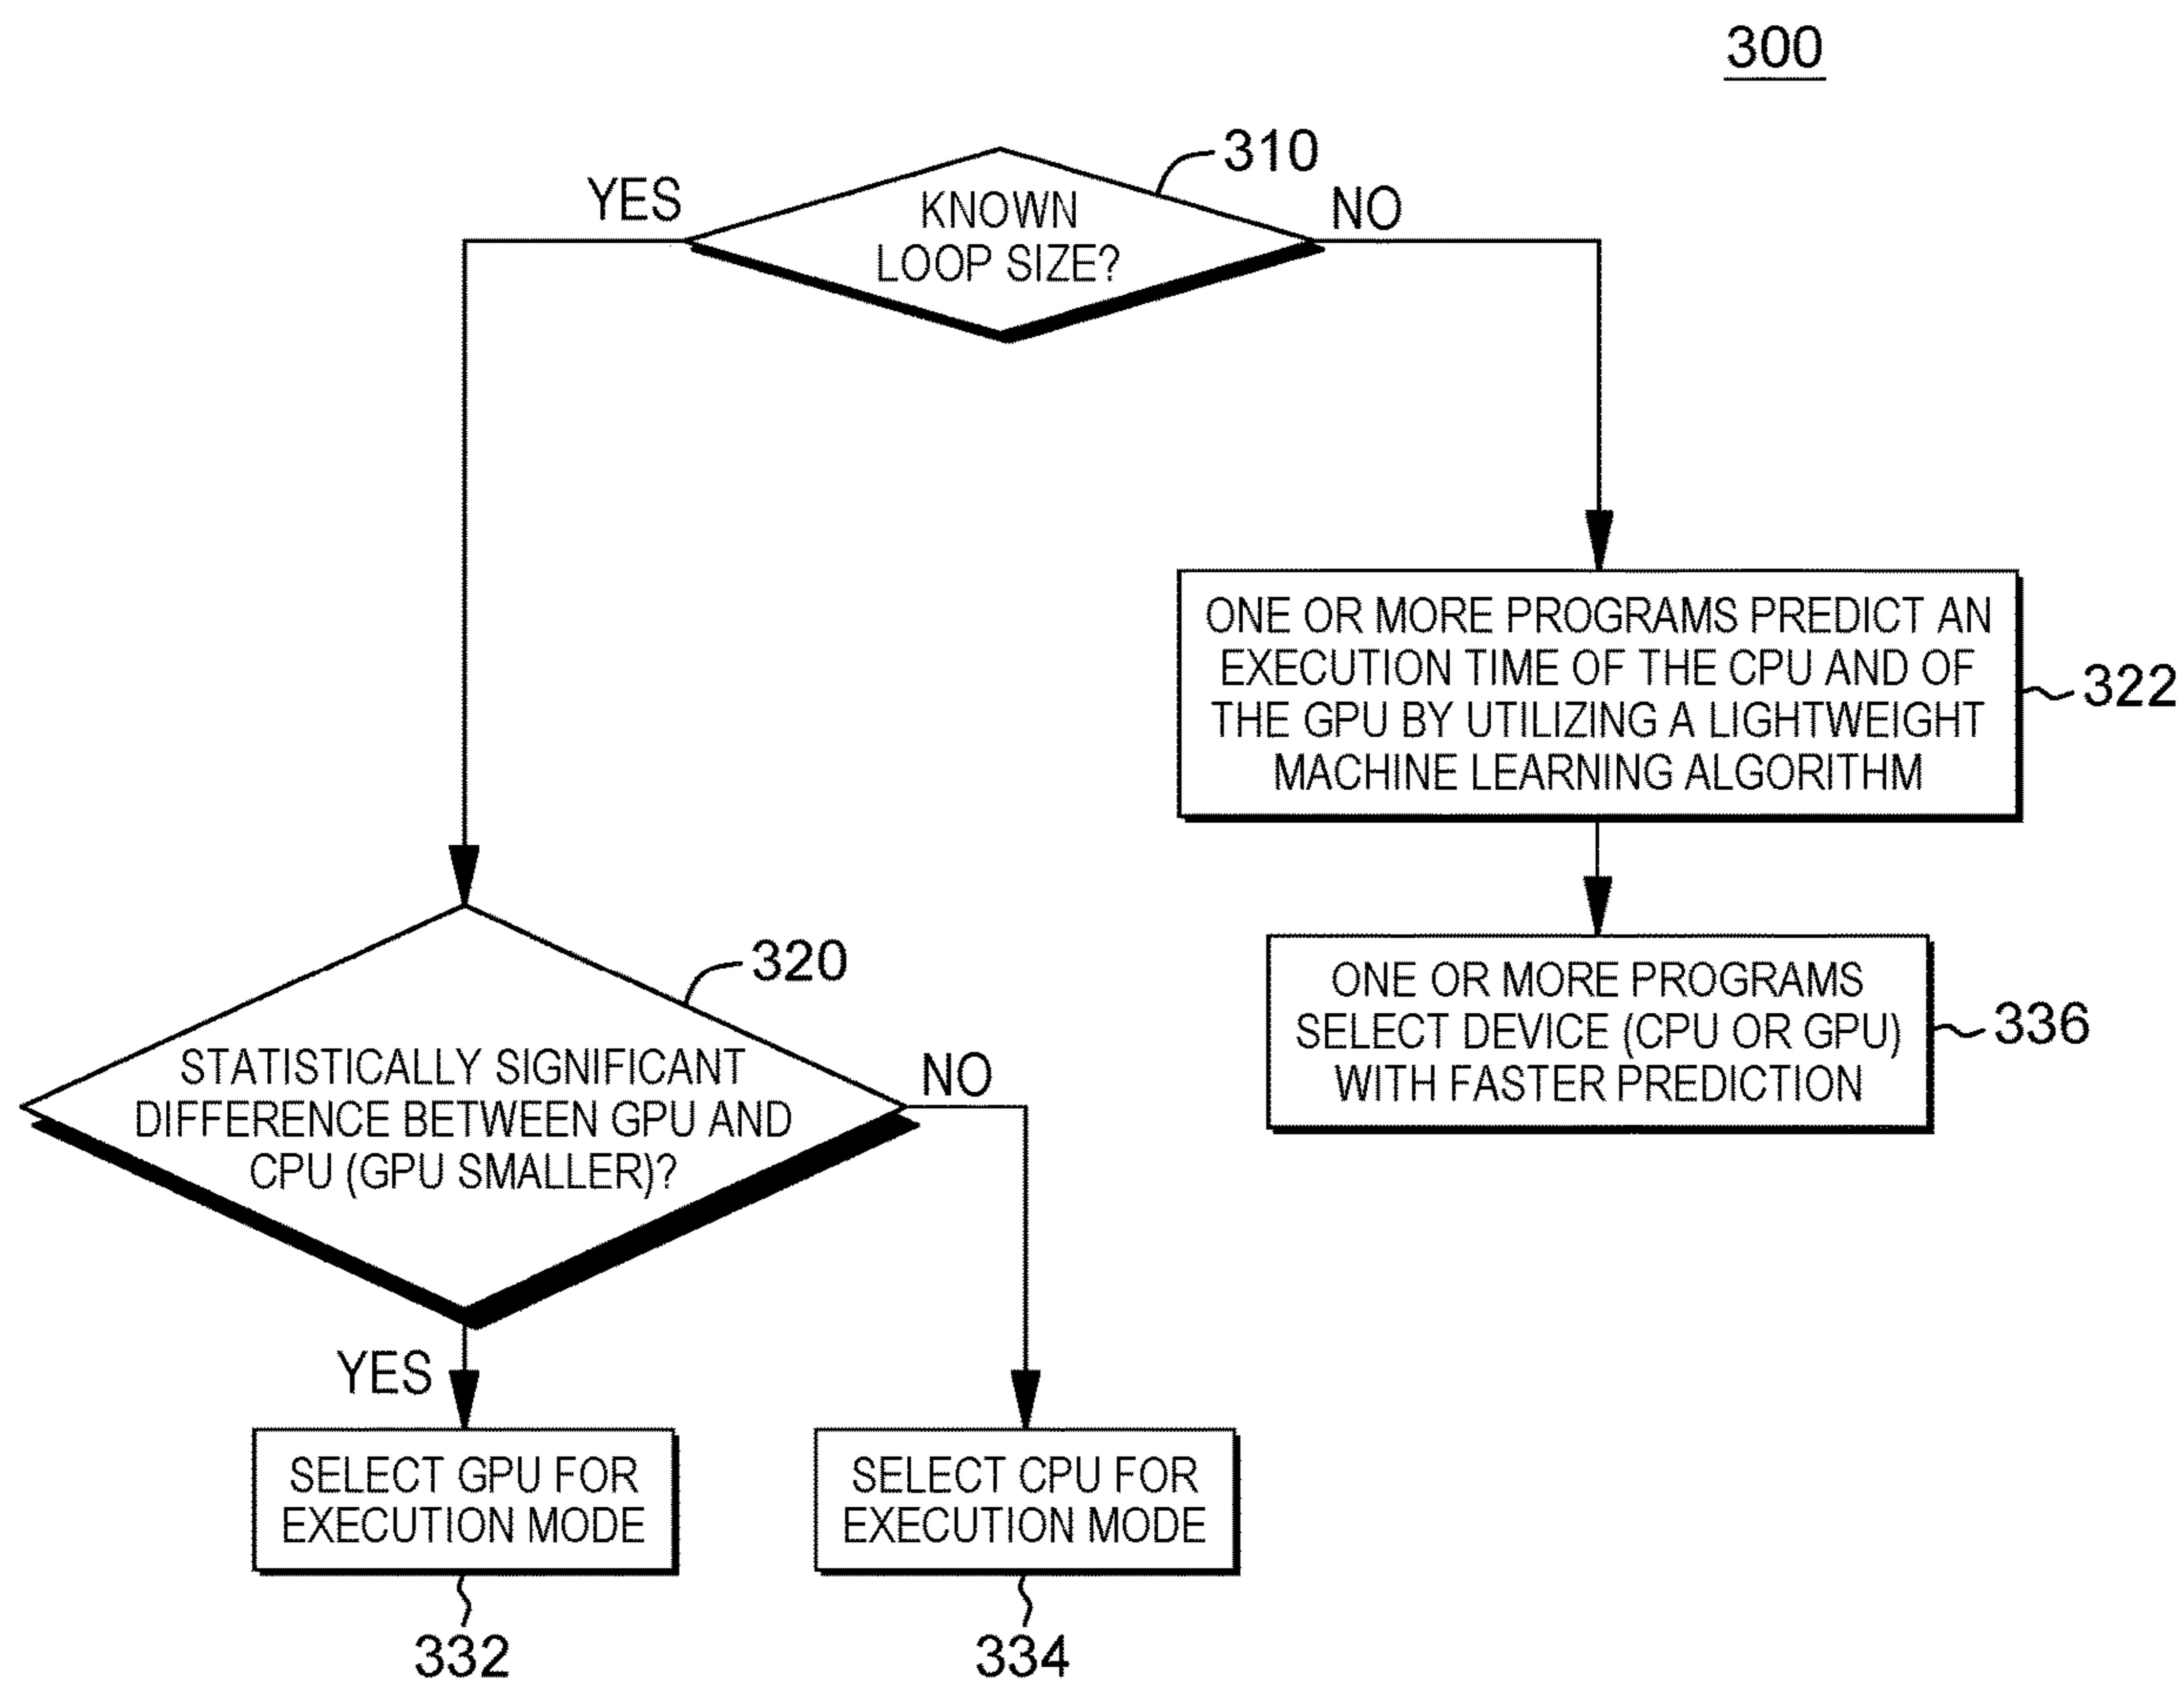 300
310
YES
NO
KNOWN
LOOP SIZE?
ONE OR MORE PROGRAMS PREDICT AN
EXECUTION TIME OF THE CPU AND OF
THE GPU BY UTILIZING A LIGHTWEIGHT
MACHINE LEARNING ALGORITHM
322
320
ONE OR MORE PROGRAMS
SELECT DEVICE (CPU OR GPU)
WITH FASTER PREDICTION
336
STATISTICALLY SIGNIFICANT
DIFFERENCE BETWEEN GPU AND
CPU (GPU SMALLER)?
NO
YES
SELECT GPU FOR
EXECUTION MODE
332
SELECT CPU FOR
EXECUTION MODE
334